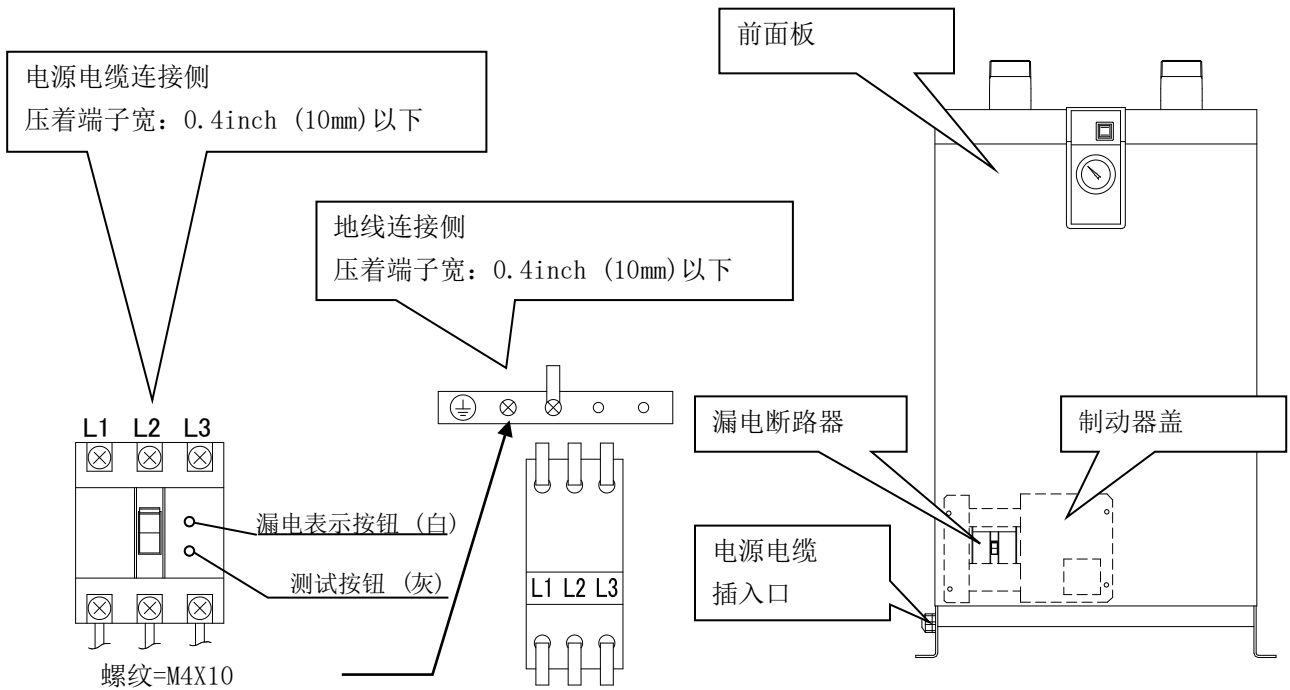 前面板
电源电缆连接侧
压着端子宽：0.4inch (10mm)以下
地线连接侧
压着端子宽：0.4inch (10mm)以下
L1 L2 L3
漏电表示按钮 (白)
测试按钮 (灰)
螺纹=M4X10
L1 L2 L3
漏电断路器
制动器盖
电源电缆
插入口